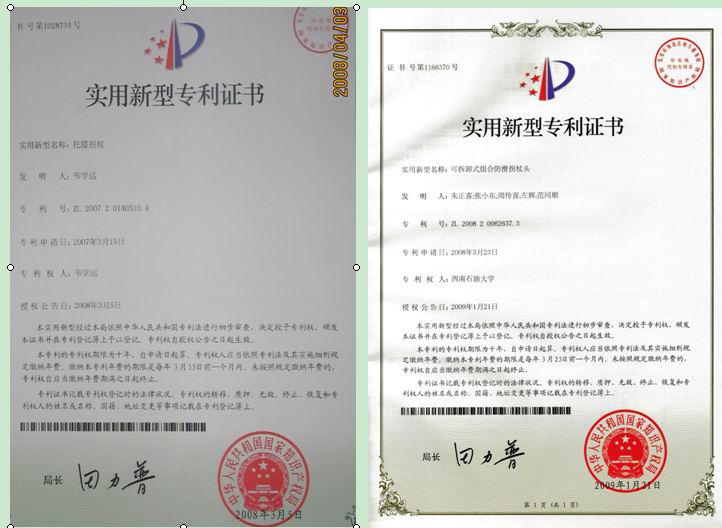 书 号第1028734 号
2008/04/03
实用新型专利证书
实用新型名称: 托膝拐杖
发 明 人: 韦学运
专 利 号: ZL 2007 2 0140510.4
专利申请日: 2007年3月15日
专 利 权 人: 韦学运
授权公告日: 2008年3月5日
本实用新型经过本局依照中华人民共和国专利法进行初步审查，决定授予专利权，颁发
本证书并在专利登记簿上予以登记。专利权自授权公告之日起生效。
本专利的专利权期限为十年，自申请日起算。专利权人应当依照专利法及其实施细则规
定缴纳年费。缴纳本专利年费的期限是每年 3月15日前一个月内。未按照规定缴纳年费的，
专利权自应当缴纳年费期满之日起终止。
专利证书记载专利权登记时的法律状况。专利权的转移、质押、无效、终止、恢复和专
利权人的姓名或名称、国籍、地址变更等事项记载在专利登记簿上。
局长 田力普
中华人民共和国国家知识产权局
2008年3月5日
证 书 号第1166370 号
实用新型专利证书
实用新型名称: 可拆卸式组合防滑拐杖头
发 明 人: 朱正喜;张小东;周传喜;左辉;范同顺
专 利 号: ZL 2008 2 0062637.3
专利申请日: 2008年3月23日
专 利 权 人: 西南石油大学
授权公告日: 2009年1月21日
本实用新型经过本局依照中华人民共和国专利法进行初步审查，决定授予专利权，颁发
本证书并在专利登记簿上予以登记。专利权自授权公告之日起生效。
本专利的专利权期限为十年，自申请日起算。专利权人应当依照专利法及其实施细则规
定缴纳年费。缴纳本专利年费的期限是每年 3月23日前一个月内。未按照规定缴纳年费的，
专利权自应当缴纳年费期满之日起终止。
专利证书记载专利权登记时的法律状况。专利权的转移、质押、无效、终止、恢复和专
利权人的姓名或名称、国籍、地址变更等事项记载在专利登记簿上。
局长 田力普
中华人民共和国国家知识产权局
2009年1月21日
第 1 页 (共 1 页)